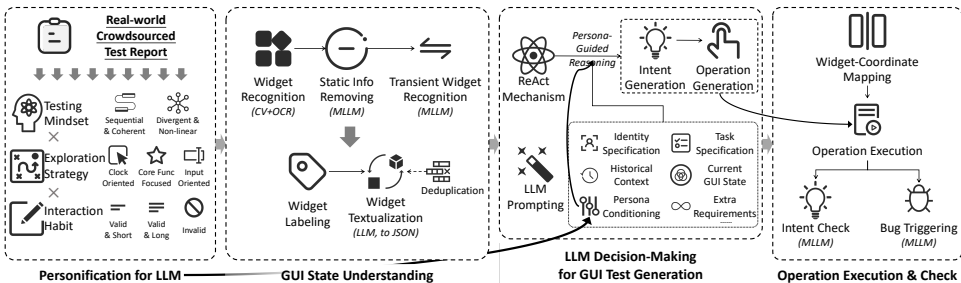 Real-world
Crowdsourced
Test Report
Testing
Mindset
Sequential
& Coherent
Divergent &
Non-linear
×
Exploration
Strategy
Clock
Oriented
Core Func
Focused
Input
Oriented
×
Interaction
Habit
Valid
& Short
Valid
& Long
Invalid
Personification for LLM
Widget
Recognition
(CV+OCR)
Static Info
Removing
(MLLM)
Transient Widget
Recognition
(MLLM)
Widget
Labeling
Widget
Textualization
(LLM, to JSON)
Deduplication
GUI State Understanding
ReAct
Mechanism
Persona-
Guided
Reasoning
Intent
Generation
Operation
Generation
LLM
Prompting
Identity
Specification
Task
Specification
Historical
Context
Current
GUI State
Persona
Conditioning
Extra
Requirements
......
LLM Decision-Making
for GUI Test Generation
Widget-Coordinate
Mapping
Operation Execution
Intent Check
(MLLM)
Bug Triggering
(MLLM)
Operation Execution & Check